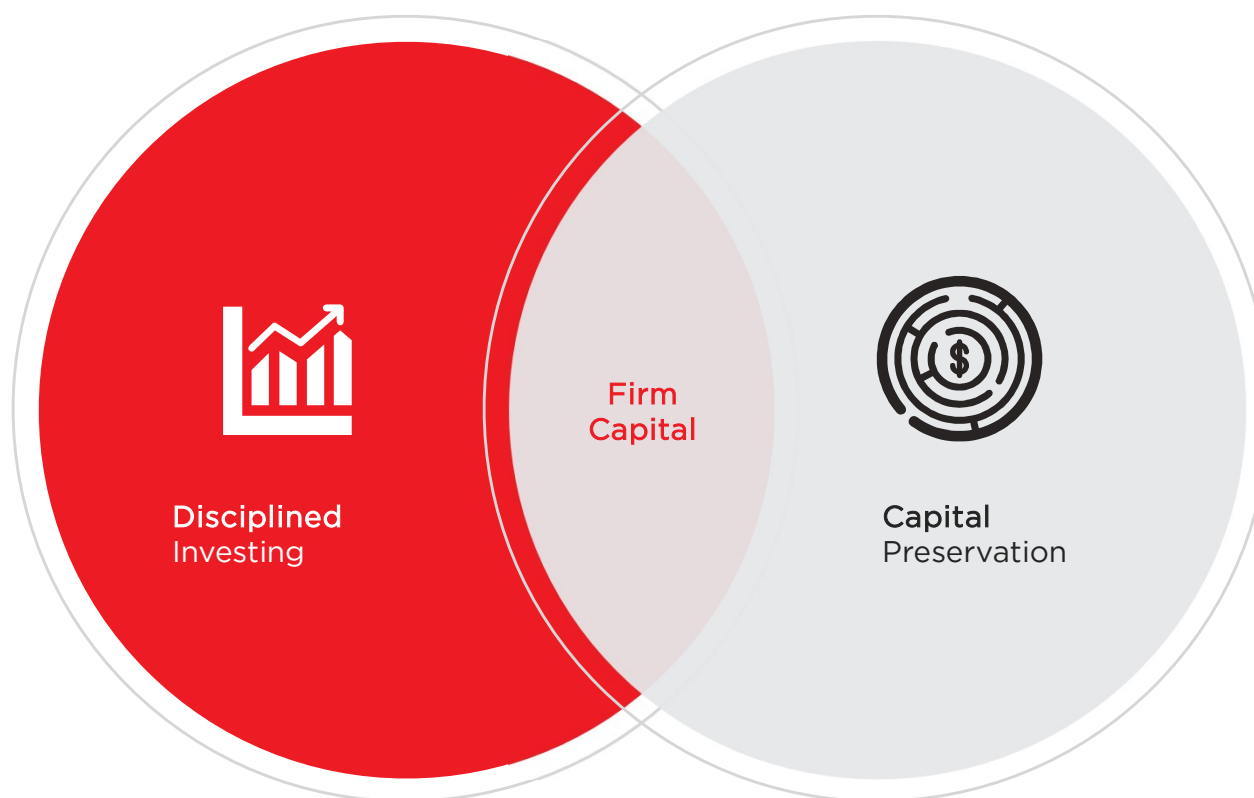 Disciplined
Investing
Firm
Capital
Capital
Preservation
$